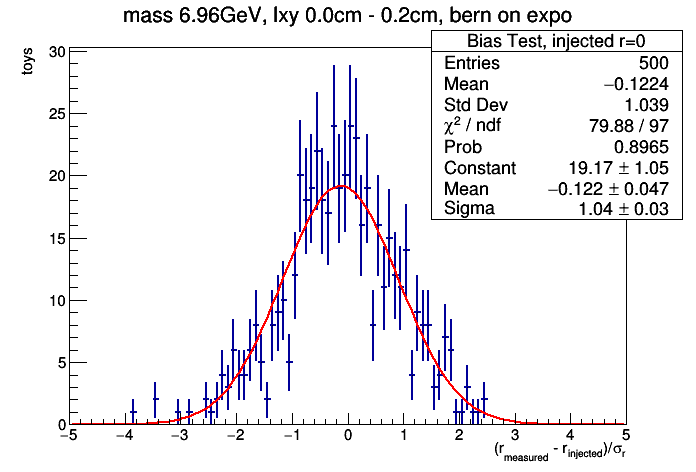 mass 6.96GeV, lxy 0.0cm - 0.2cm, bern on expo
Bias Test, injected r=0
Entries 500
Mean −0.1224
Std Dev 1.039
χ² / ndf 79.88 / 97
Prob 0.8965
Constant 19.17 ± 1.05
Mean −0.122 ± 0.047
Sigma 1.04 ± 0.03
toys
30
25
20
15
10
5
0
−5 −4 −3 −2 −1 0 1 2 3 4 5
(r_measured - r_injected)/σ_r